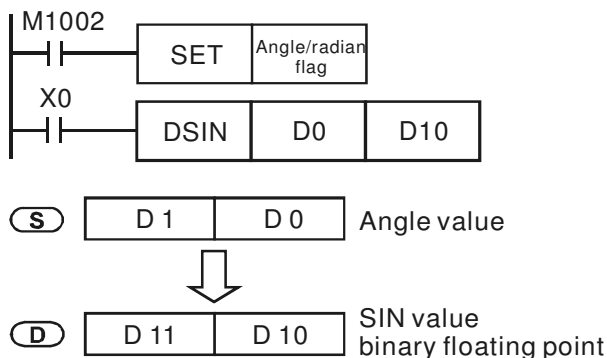 M1002
SET
Angle/radian
flag
X0
DSIN D0 D10
S D 1 D 0 Angle value
D D 11 D 10 SIN value
binary floating point